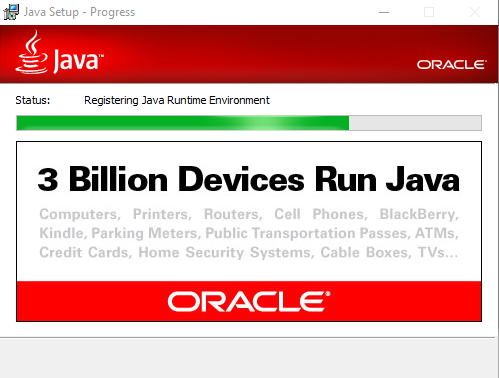 Java Setup - Progress
Java™
ORACLE
Status: Registering Java Runtime Environment
3 Billion Devices Run Java
Computers, Printers, Routers, Cell Phones, BlackBerry,
Kindle, Parking Meters, Public Transportation Passes, ATMs,
Credit Cards, Home Security Systems, Cable Boxes, TVs...
ORACLE®